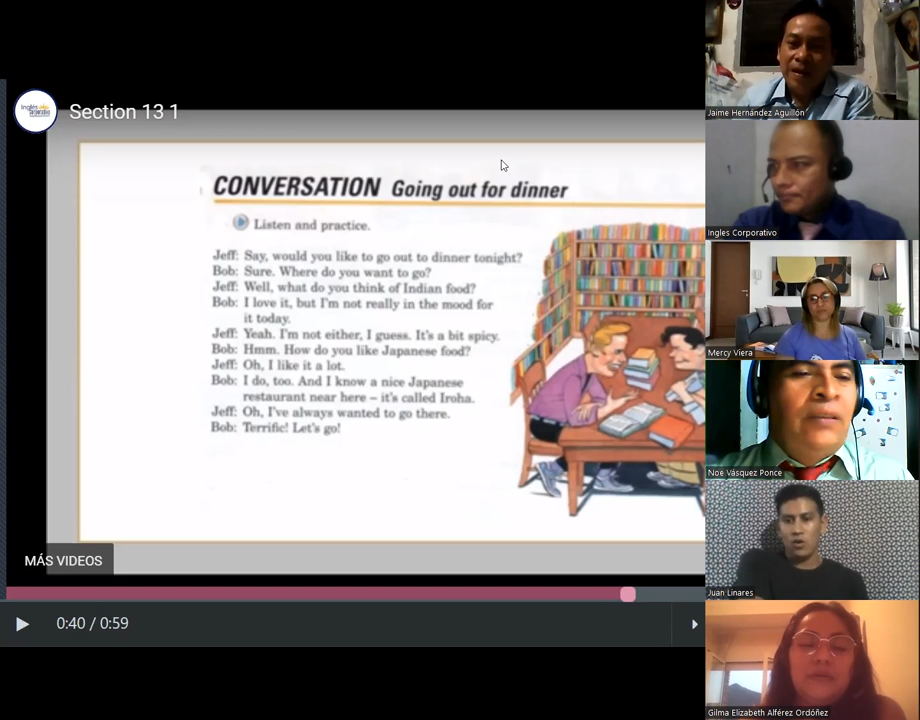 Section 13 1
CONVERSATION Going out for dinner
Listen and practice.
Jeff: Say, would you like to go out to dinner tonight?
Bob: Sure. Where do you want to go?
Jeff: Well, what do you think of Indian food?
Bob: I love it, but I'm not really in the mood for
it today.
Jeff: Yeah. I'm not either, I guess. It's a bit spicy.
Bob: Hmm. How do you like Japanese food?
Jeff: Oh, I like it a lot.
Bob: I do, too. And I know a nice Japanese
restaurant near here – it's called Iroha.
Jeff: Oh, I've always wanted to go there.
Bob: Terrific! Let's go!
MÁS VIDEOS
0:40 / 0:59
Jaime Hernández Aguillón
Ingles Corporativo
Mercy Viera
Noe Vásquez Ponce
Juan Linares
Gilma Elizabeth Alférez Ordóñez